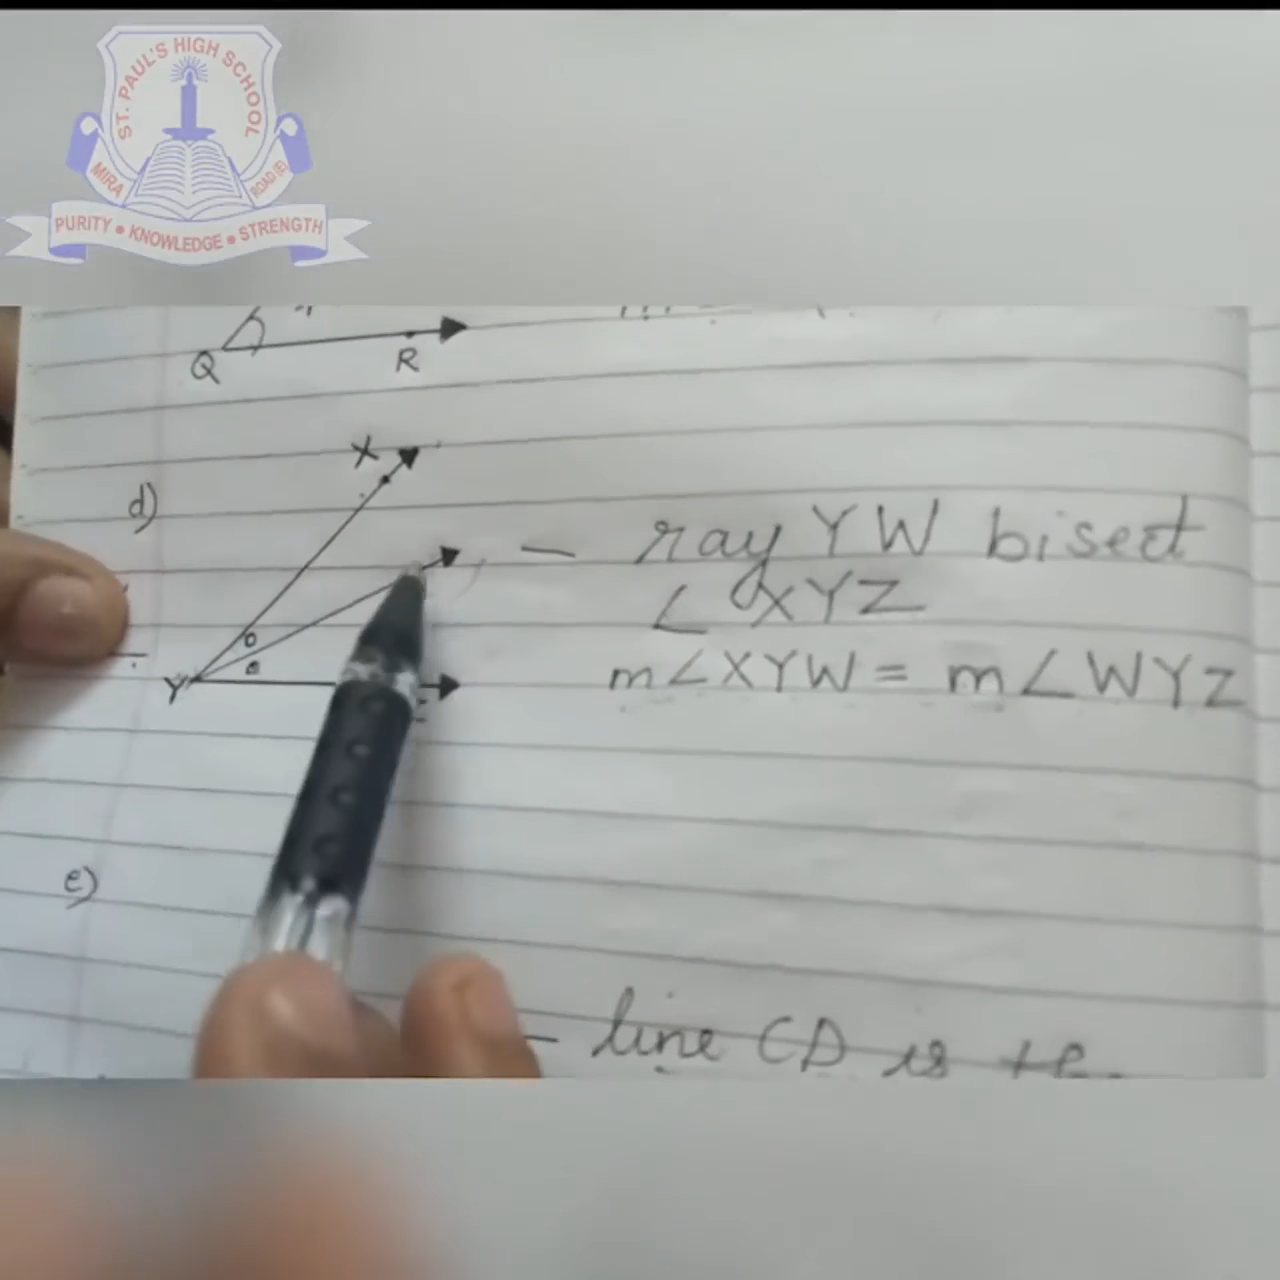 ST. PAUL'S HIGH SCHOOL
MIRA ROAD (E)
PURITY • KNOWLEDGE • STRENGTH
Q R
X
d)
— ray YW bisect
∠XYZ
Y
m∠XYW = m∠WYZ
e)
— line CD is